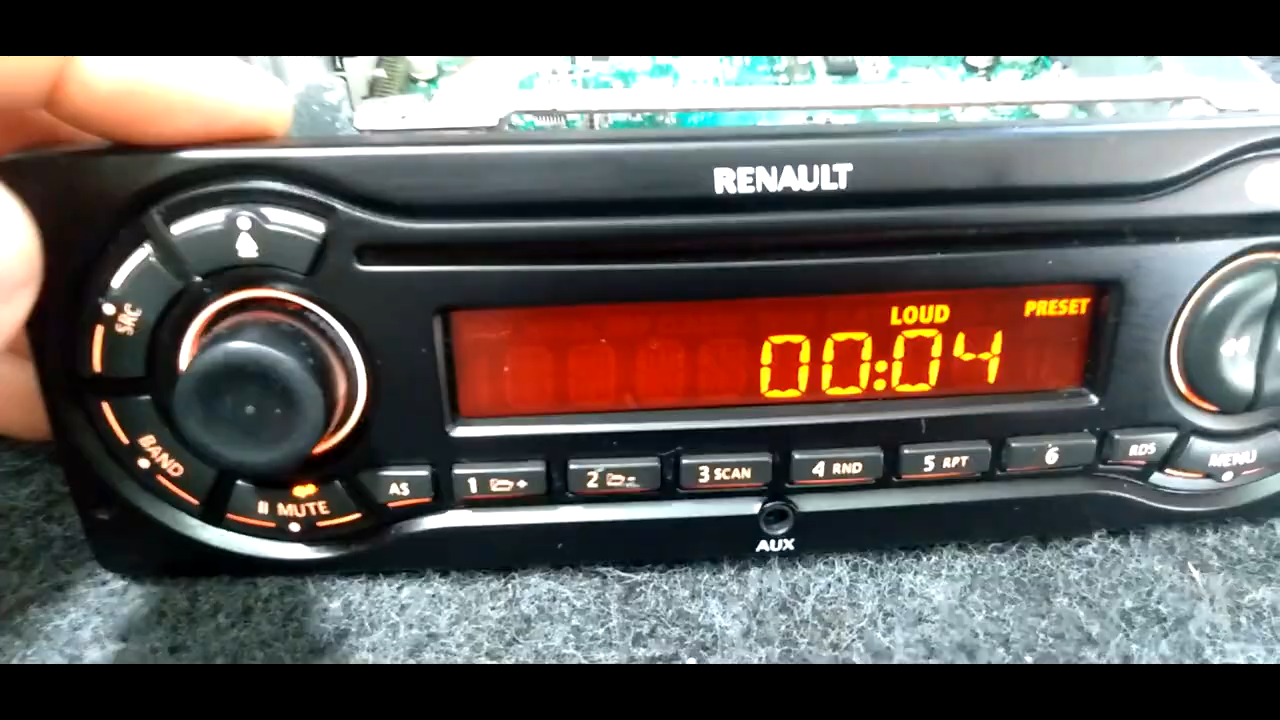 RENAULT
LOUD PRESET
00:04
SRC
BAND
MUTE
AS
1 +
2 -
3 SCAN
4 RND
5 RPT
6
RDS
MENU
AUX